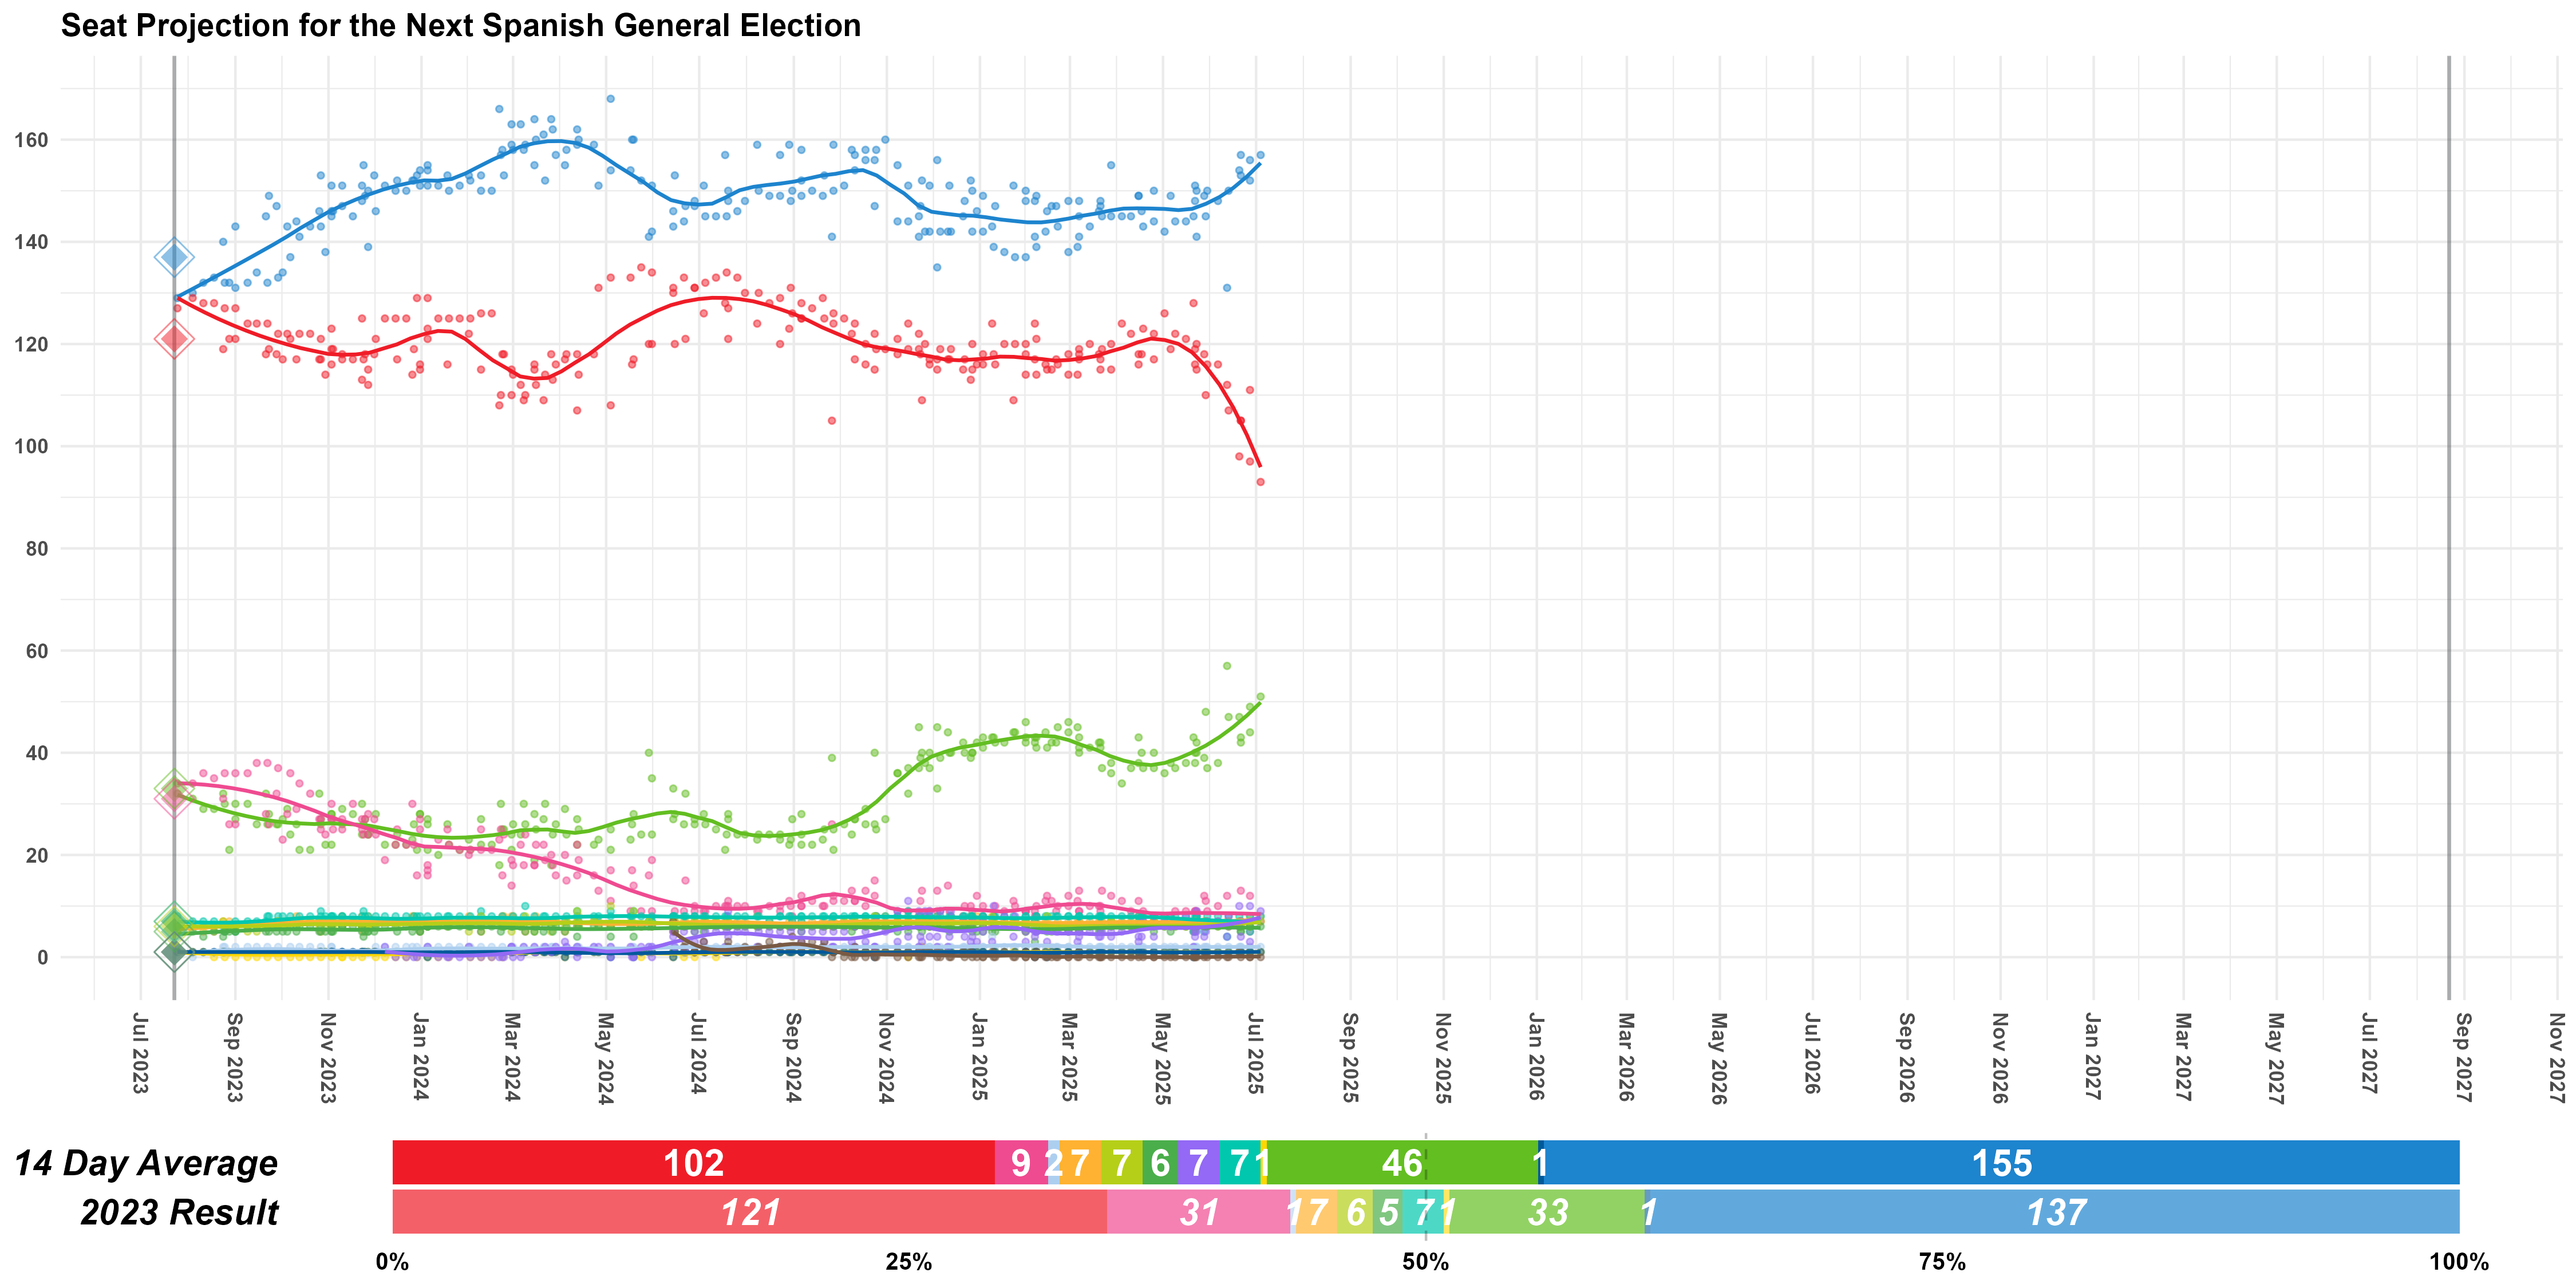 Seat Projection for the Next Spanish General Election
160
140
120
100
80
60
40
20
0
Jul 2023
Sep 2023
Nov 2023
Jan 2024
Mar 2024
May 2024
Jul 2024
Sep 2024
Nov 2024
Jan 2025
Mar 2025
May 2025
Jul 2025
Sep 2025
Nov 2025
Jan 2026
Mar 2026
May 2026
Jul 2026
Sep 2026
Nov 2026
Jan 2027
Mar 2027
May 2027
Jul 2027
Sep 2027
Nov 2027
14 Day Average 102 9 2 7 7 6 7 7 1 46 1 155
2023 Result 121 31 1 7 6 5 7 1 33 1 137
0% 25% 50% 75% 100%